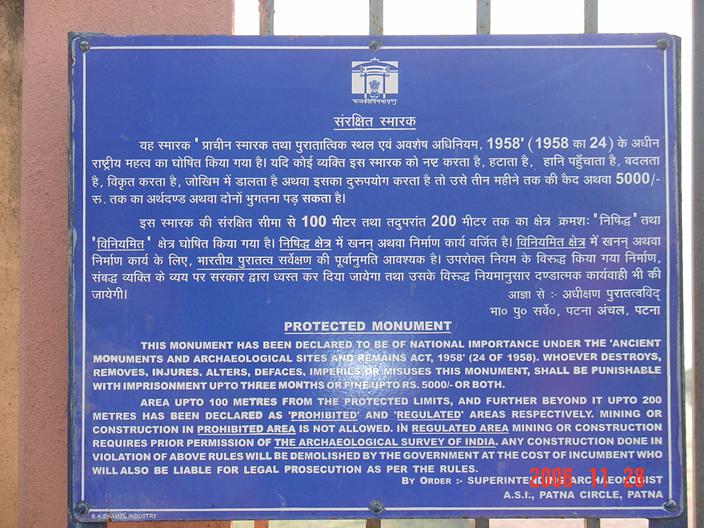 संरक्षित स्मारक
यह स्मारक ' प्राचीन स्मारक तथा पुरातात्विक स्थल एवं अवशेष अधिनियम, 1958' (1958 का 24) के अधीन
राष्ट्रीय महत्व का घोषित किया गया है। यदि कोई व्यक्ति इस स्मारक को नष्ट करता है, हटाता है, हानि पहुँचाता है, बदलता
है, विकृत करता है, जोखिम में डालता है अथवा इसका दुरूपयोग करता है तो उसे तीन महीने तक की कैद अथवा 5000/-
रु. तक का अर्थदण्ड अथवा दोनों भुगतना पड़ सकता है।
इस स्मारक की संरक्षित सीमा से 100 मीटर तथा तदुपरांत 200 मीटर तक का क्षेत्र क्रमशः 'निषिद्ध' तथा
'विनियमित' क्षेत्र घोषित किया गया है। निषिद्ध क्षेत्र में खनन अथवा निर्माण कार्य वर्जित है। विनियमित क्षेत्र में खनन अथवा
निर्माण कार्य के लिए, भारतीय पुरातत्व सर्वेक्षण की पूर्वानुमति आवश्यक है। उपरोक्त नियम के विरूद्ध किया गया निर्माण,
संबद्ध व्यक्ति के व्यय पर सरकार द्वारा ध्वस्त कर दिया जायेगा तथा उसके विरूद्ध नियमानुसार दण्डात्मक कार्यवाही भी की
जायेगी।
आज्ञा से :- अधीक्षण पुरातत्वविद्
भा० पु० सर्वे०, पटना अंचल, पटना
PROTECTED MONUMENT
THIS MONUMENT HAS BEEN DECLARED TO BE OF NATIONAL IMPORTANCE UNDER THE 'ANCIENT
MONUMENTS AND ARCHAEOLOGICAL SITES AND REMAINS ACT, 1958' (24 OF 1958). WHOEVER DESTROYS,
REMOVES, INJURES. ALTERS, DEFACES, IMPERILS OR MISUSES THIS MONUMENT, SHALL BE PUNISHABLE
WITH IMPRISONMENT UPTO THREE MONTHS OR FINE UPTO RS. 5000/- OR BOTH.
AREA UPTO 100 METRES FROM THE PROTECTED LIMITS, AND FURTHER BEYOND IT UPTO 200
METRES HAS BEEN DECLARED AS 'PROHIBITED' AND 'REGULATED' AREAS RESPECTIVELY. MINING OR
CONSTRUCTION IN PROHIBITED AREA IS NOT ALLOWED. IN REGULATED AREA MINING OR CONSTRUCTION
REQUIRES PRIOR PERMISSION OF THE ARCHAEOLOGICAL SURVEY OF INDIA. ANY CONSTRUCTION DONE IN
VIOLATION OF ABOVE RULES WILL BE DEMOLISHED BY THE GOVERNMENT AT THE COST OF INCUMBENT WHO
WILL ALSO BE LIABLE FOR LEGAL PROSECUTION AS PER THE RULES.
BY ORDER :- SUPERINTENDING ARCHAEOLOGIST
A.S.I., PATNA CIRCLE, PATNA
2006 11 28
INDUSTRY